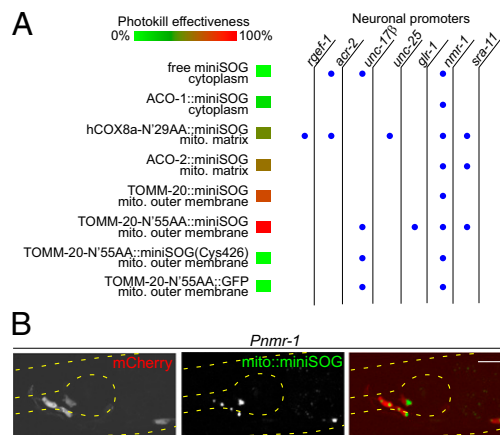 A
Photokill effectiveness
0% 100%
Neuronal promoters
rgef-1 acr-2 unc-17β unc-25 glr-1 nmr-1 sra-11
free miniSOG
cytoplasm
ACO-1::miniSOG
cytoplasm
hCOX8a-N'29AA::miniSOG
mito. matrix
ACO-2::miniSOG
mito. matrix
TOMM-20::miniSOG
mito. outer membrane
TOMM-20-N'55AA::miniSOG
mito. outer membrane
TOMM-20-N'55AA::miniSOG(Cys426)
mito. outer membrane
TOMM-20-N'55AA::GFP
mito. outer membrane
B
Pnmr-1
mCherry mito::miniSOG